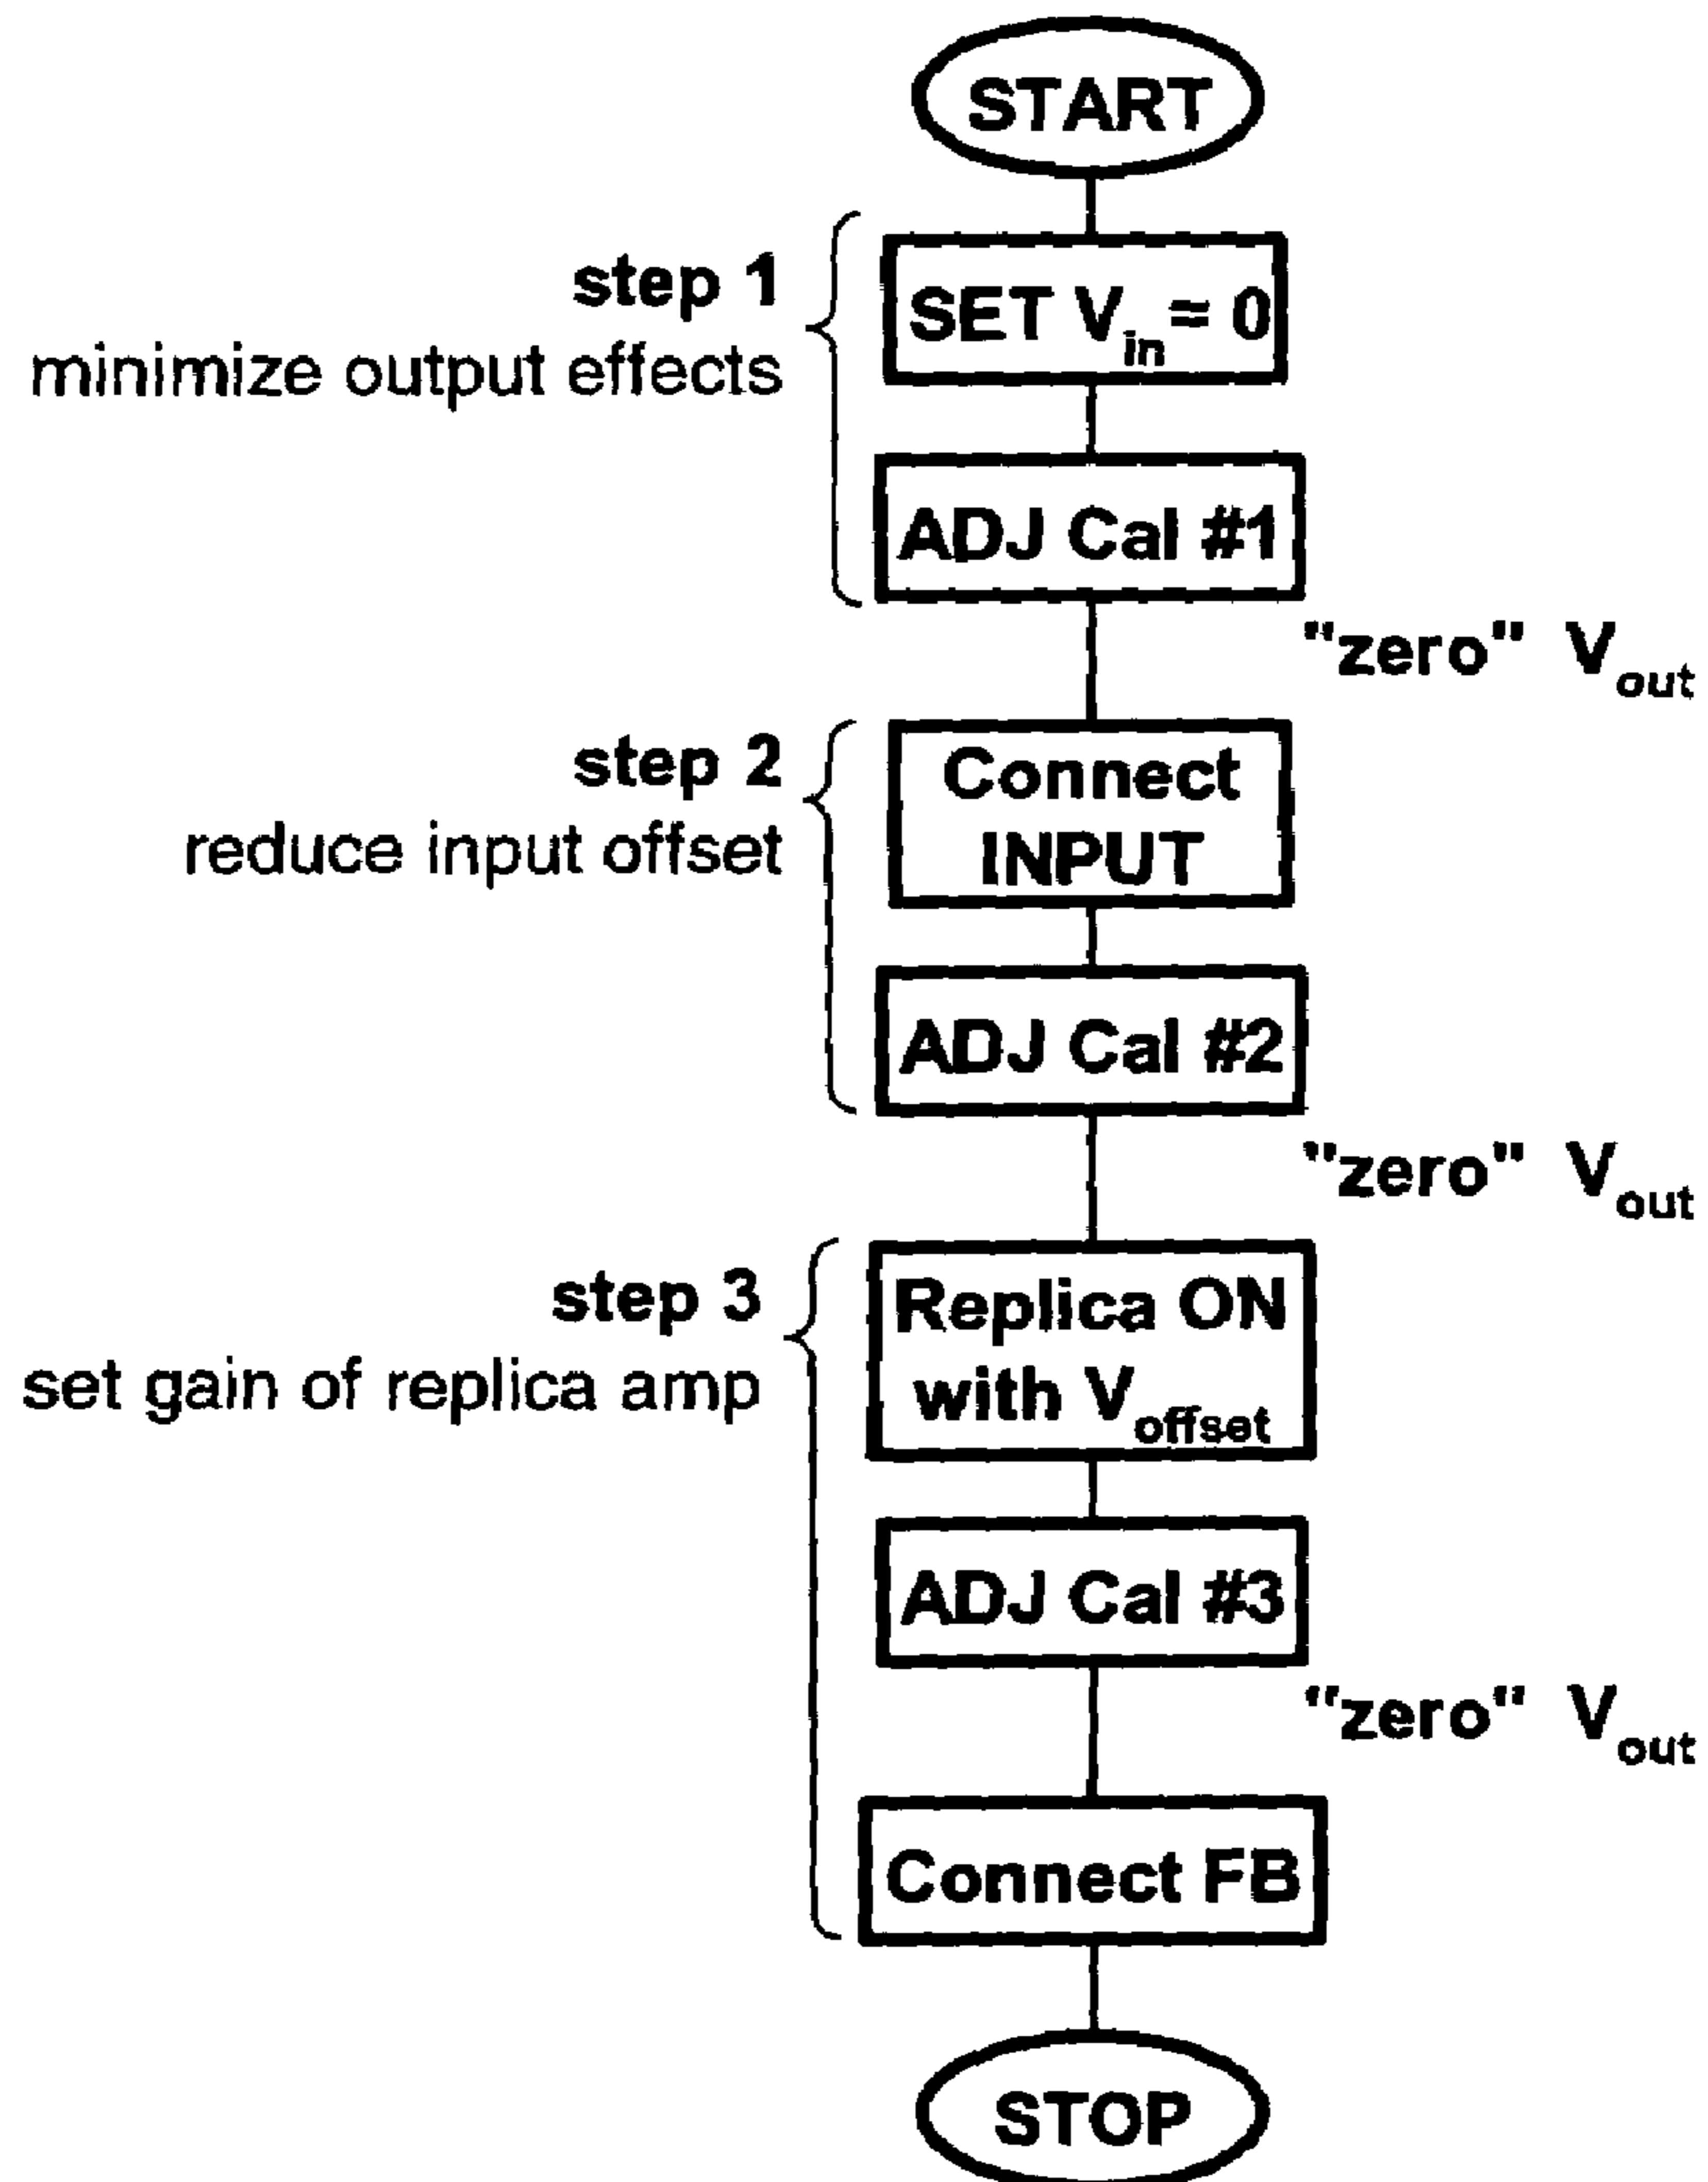 START
step 1
minimize output effects
SET Vin = 0
ADJ Cal #1
"zero" Vout
step 2
reduce input offset
Connect
INPUT
ADJ Cal #2
"zero" Vout
step 3
set gain of replica amp
Replica ON
with Voffset
ADJ Cal #3
"zero" Vout
Connect FB
STOP